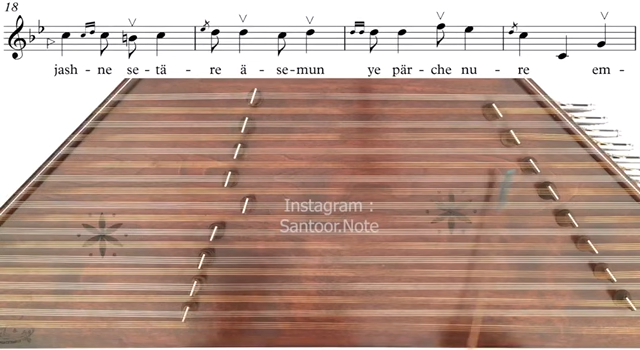 18
jash - ne se - tä - re ä - se - mun ye pär - che nu - re em -
Instagram :
Santoor.Note